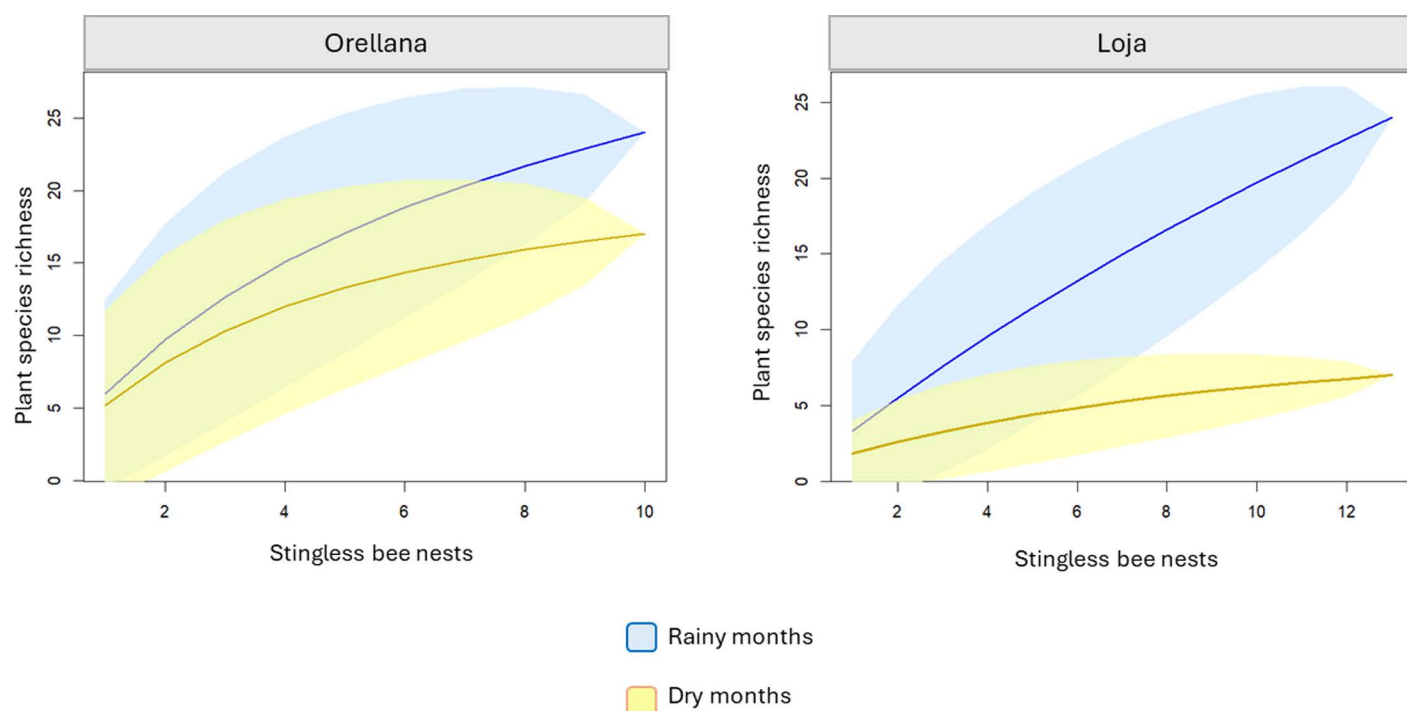 Orellana
Plant species richness
25
20
15
10
5
0
2 4 6 8 10
Stingless bee nests
Loja
Plant species richness
25
20
15
10
5
0
2 4 6 8 10 12
Stingless bee nests
Rainy months
Dry months